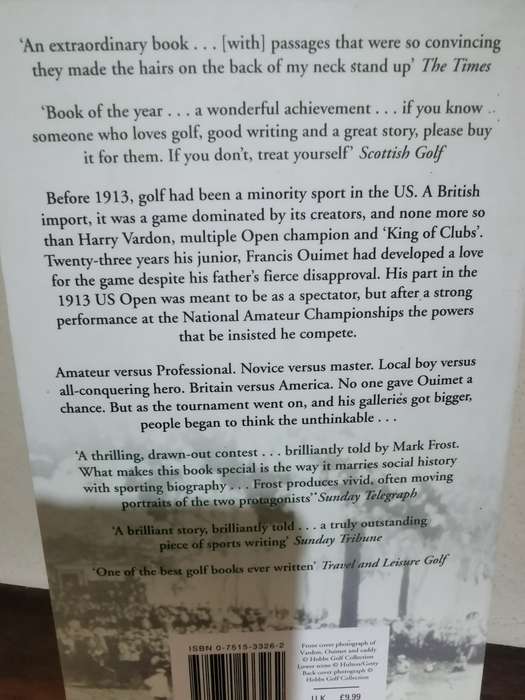 ‘An extraordinary book . . . [with] passages that were so convincing
they made the hairs on the back of my neck stand up’ The Times
‘Book of the year . . . a wonderful achievement . . . if you know
someone who loves golf, good writing and a great story, please buy
it for them. If you don’t, treat yourself’ Scottish Golf
Before 1913, golf had been a minority sport in the US. A British
import, it was a game dominated by its creators, and none more so
than Harry Vardon, multiple Open champion and ‘King of Clubs’.
Twenty-three years his junior, Francis Ouimet had developed a love
for the game despite his father’s fierce disapproval. His part in the
1913 US Open was meant to be as a spectator, but after a strong
performance at the National Amateur Championships the powers
that be insisted he compete.
Amateur versus Professional. Novice versus master. Local boy versus
all-conquering hero. Britain versus America. No one gave Ouimet a
chance. But as the tournament went on, and his galleries got bigger,
people began to think the unthinkable . . .
‘A thrilling, drawn-out contest . . . brilliantly told by Mark Frost.
What makes this book special is the way it marries social history
with sporting biography . . . Frost produces vivid, often moving
portraits of the two protagonists’ Sunday Telegraph
‘A brilliant story, brilliantly told . . . a truly outstanding
piece of sports writing’ Sunday Tribune
‘One of the best golf books ever written’ Travel and Leisure Golf
ISBN 0-7515-3326-2
Front cover photograph of
Vardon, Ouimet and caddy
© Hobbs Golf Collection
Lower scene © Hulton/Getty
Back cover photograph ©
Hobbs Golf Collection
U.K. £9.99